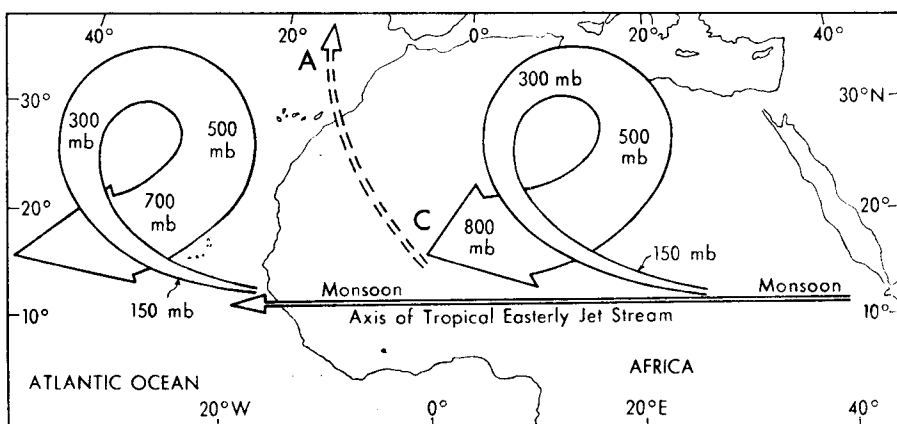 40° 20° 0° 20° 40°
A
300 mb
30° 300 mb 500 mb 500 mb 30°N
700 mb
20° C 800 mb 20°
150 mb
150 mb Monsoon Monsoon
10° Axis of Tropical Easterly Jet Stream 10°
ATLANTIC OCEAN AFRICA
20°W 0° 20°E 40°